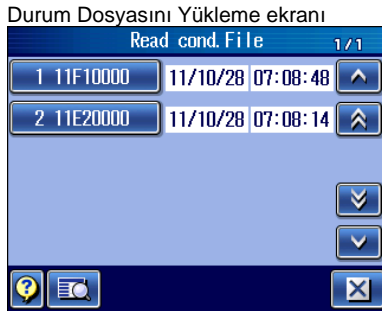 Durum Dosyasını Yükleme ekranı
Read cond.File 1/1
1 11F10000 11/10/28 07:08:48
2 11E20000 11/10/28 07:08:14